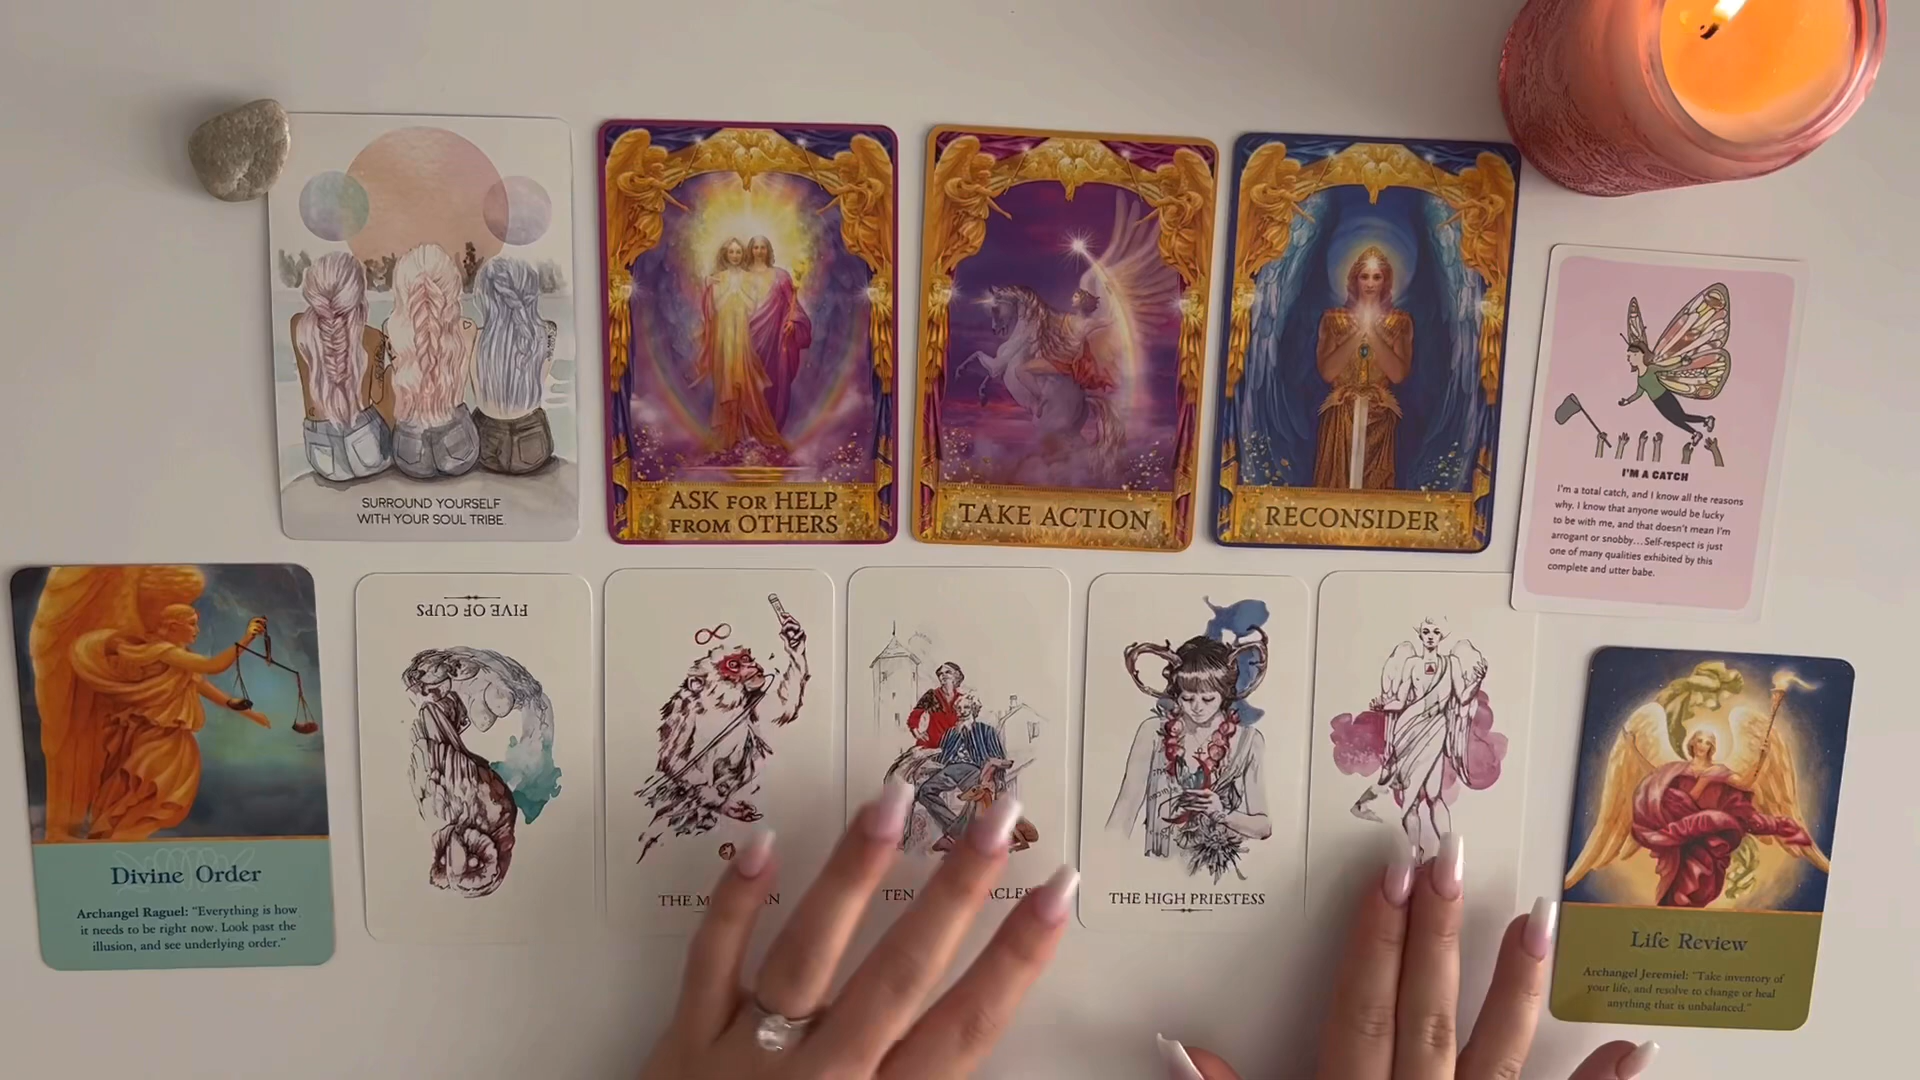 SURROUND YOURSELF
WITH YOUR SOUL TRIBE.
ASK FOR HELP
FROM OTHERS
TAKE ACTION
RECONSIDER
I'M A CATCH
I'm a total catch, and I know all the reasons
why. I know that anyone would be lucky
to be with me, and that doesn't mean I'm
arrogant or snobby...Self-respect is just
one of many qualities exhibited by this
complete and utter babe.
Divine Order
Archangel Raguel: "Everything is how
it needs to be right now. Look past the
illusion, and see underlying order."
FIVE OF CUPS
THE
TEN
THE HIGH PRIESTESS
Life Review
Archangel Jeremiel: "Take inventory of
your life, and resolve to change or heal
anything that is unbalanced."